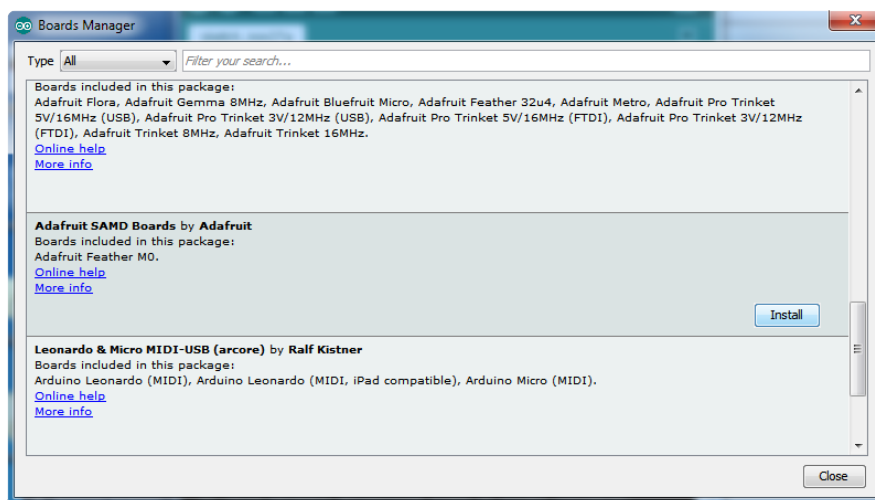 Boards Manager
Type All Filter your search...
Boards included in this package:
Adafruit Flora, Adafruit Gemma 8MHz, Adafruit Bluefruit Micro, Adafruit Feather 32u4, Adafruit Metro, Adafruit Pro Trinket
5V/16MHz (USB), Adafruit Pro Trinket 3V/12MHz (USB), Adafruit Pro Trinket 5V/16MHz (FTDI), Adafruit Pro Trinket 3V/12MHz
(FTDI), Adafruit Trinket 8MHz, Adafruit Trinket 16MHz.
Online help
More info
Adafruit SAMD Boards by Adafruit
Boards included in this package:
Adafruit Feather M0.
Online help
More info
Install
Leonardo & Micro MIDI-USB (arcore) by Ralf Kistner
Boards included in this package:
Arduino Leonardo (MIDI), Arduino Leonardo (MIDI, iPad compatible), Arduino Micro (MIDI).
Online help
More info
Close